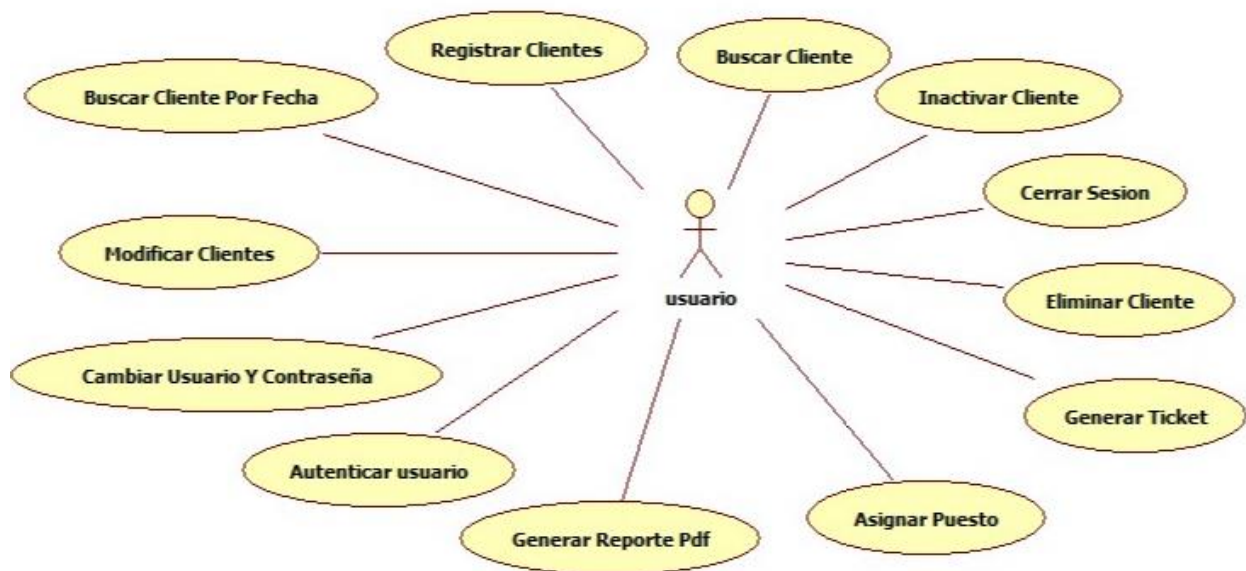 Registrar Clientes
Buscar Cliente
Buscar Cliente Por Fecha
Inactivar Cliente
Cerrar Sesion
Modificar Clientes
usuario
Eliminar Cliente
Cambiar Usuario Y Contraseña
Generar Ticket
Autenticar usuario
Asignar Puesto
Generar Reporte Pdf